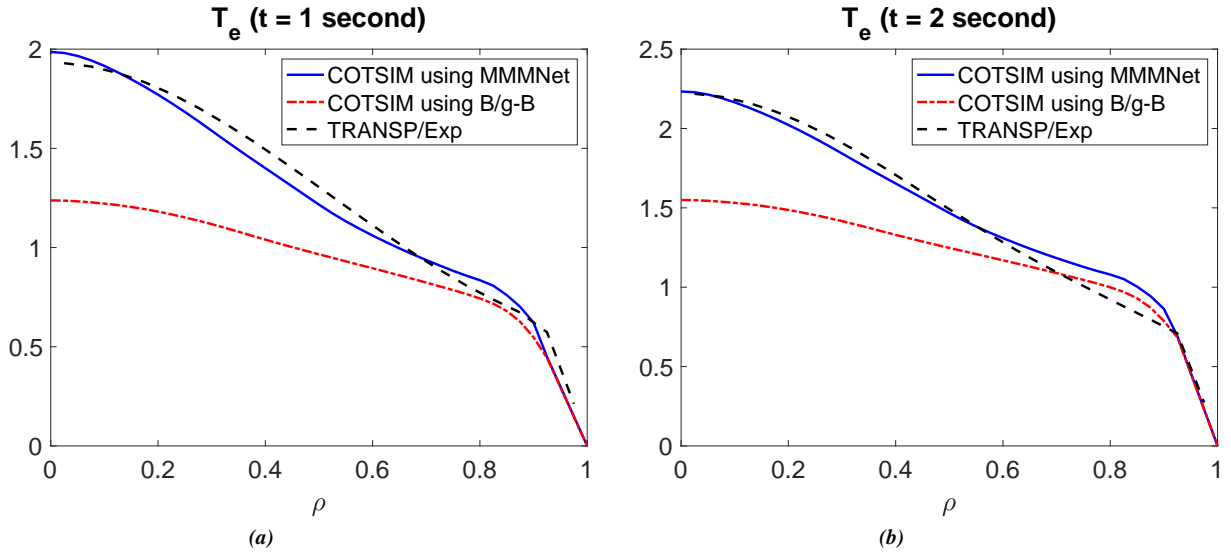 T_e (t = 1 second)
2
1.5
1
0.5
0
0 0.2 0.4 0.6 0.8 1
ρ
COTSIM using MMMNet
COTSIM using B/g-B
TRANSP/Exp
(a)
T_e (t = 2 second)
2.5
2
1.5
1
0.5
0
0 0.2 0.4 0.6 0.8 1
ρ
COTSIM using MMMNet
COTSIM using B/g-B
TRANSP/Exp
(b)